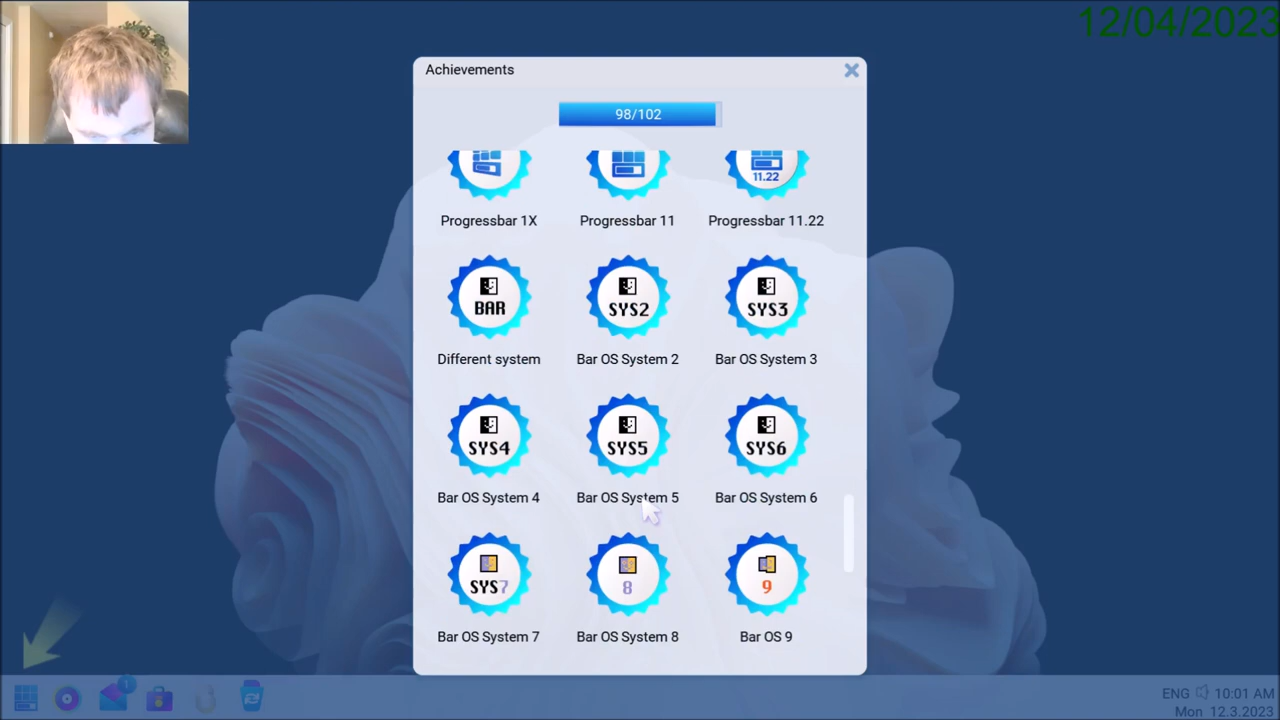 12/04/2023
Achievements
98/102
11.22
Progressbar 1X
Progressbar 11
Progressbar 11.22
BAR
SYS2
SYS3
Different system
Bar OS System 2
Bar OS System 3
SYS4
SYS5
SYS6
Bar OS System 4
Bar OS System 5
Bar OS System 6
SYS7
8
9
Bar OS System 7
Bar OS System 8
Bar OS 9
1
ENG
10:01 AM
Mon 12.3.2023